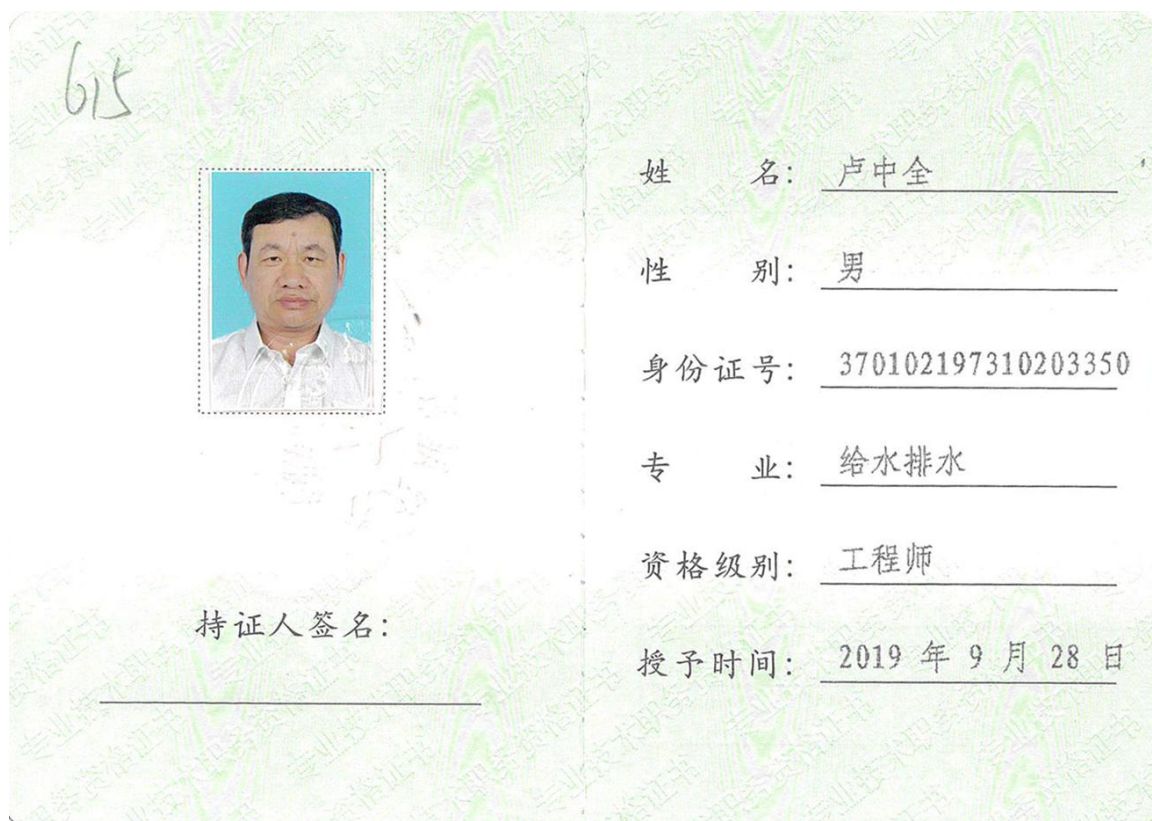 615
姓 名: 卢中全
性 别: 男
身份证号: 370102197310203350
专 业: 给水排水
资格级别: 工程师
持证人签名:
授予时间: 2019 年 9 月 28 日